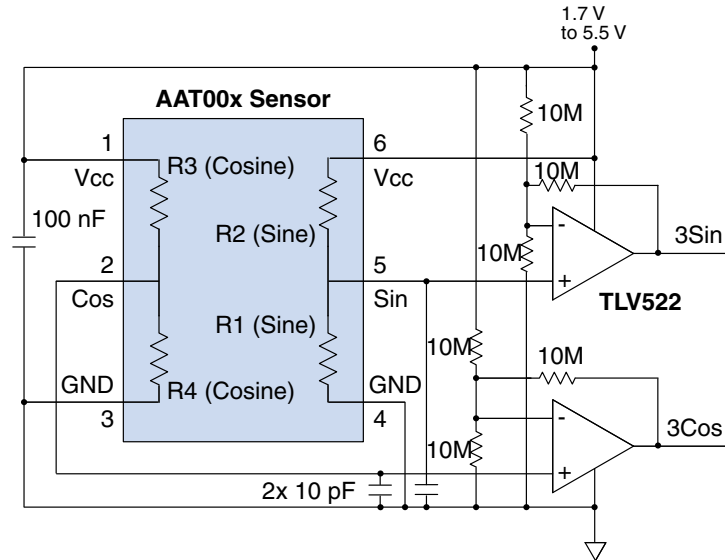 1.7 V
to 5.5 V
AAT00x Sensor
10M
1
6
R3 (Cosine)
Vcc
Vcc
10M
100 nF
R2 (Sine)
3Sin
-
10M
2
5
+
Cos
Sin
TLV522
R1 (Sine)
10M
10M
GND
GND
R4 (Cosine)
3
4
-
3Cos
10M
+
2x 10 pF